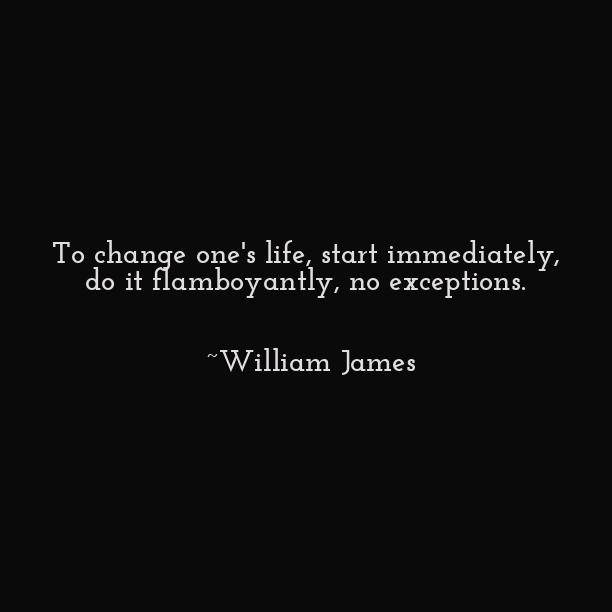 To change one's life, start immediately,
do it flamboyantly, no exceptions.
~William James